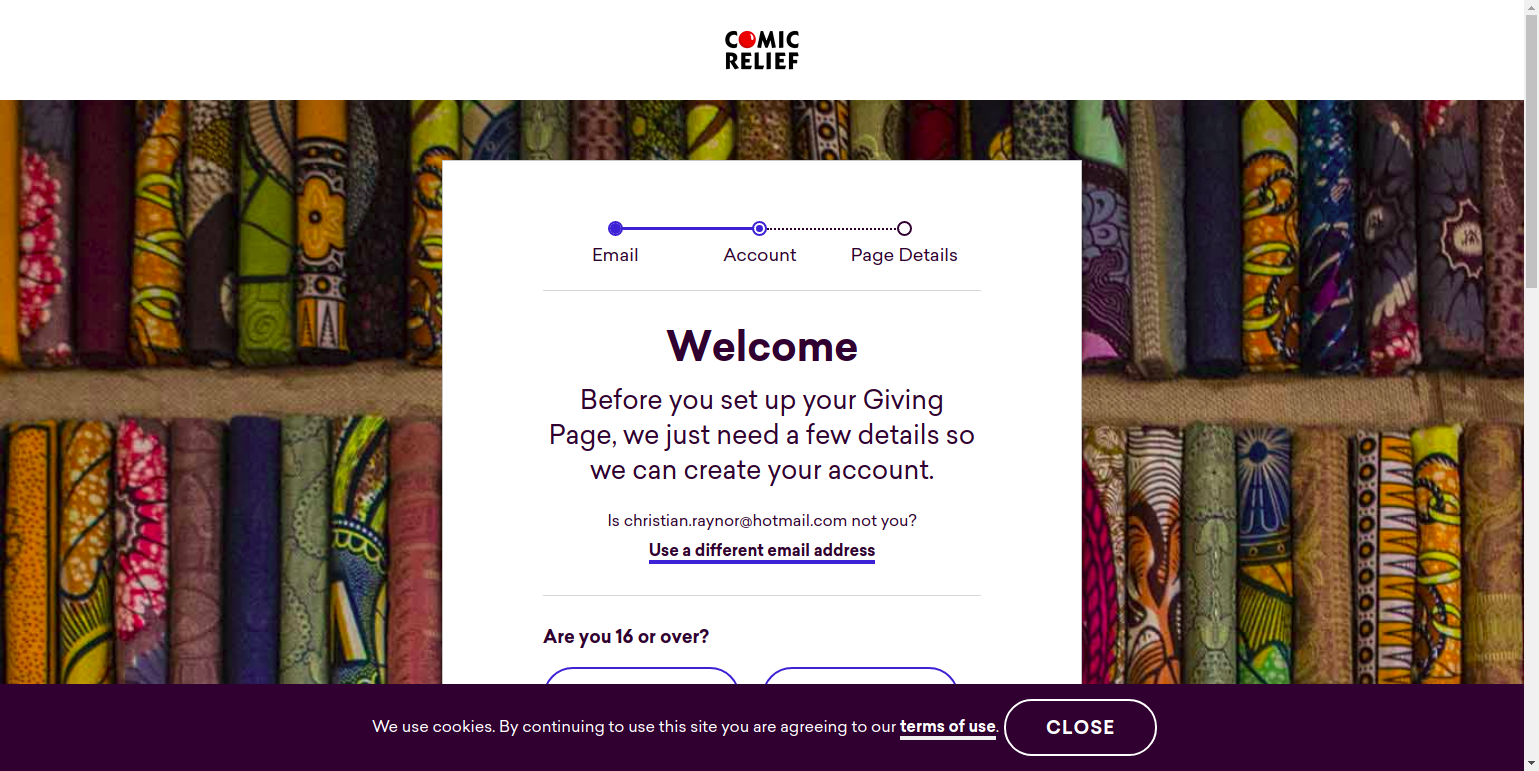 COMIC
RELIEF
Email
Account
Page Details
Welcome
Before you set up your Giving
Page, we just need a few details so
we can create your account.
Is christian.raynor@hotmail.com not you?
Use a different email address
Are you 16 or over?
We use cookies. By continuing to use this site you are agreeing to our terms of use.
CLOSE